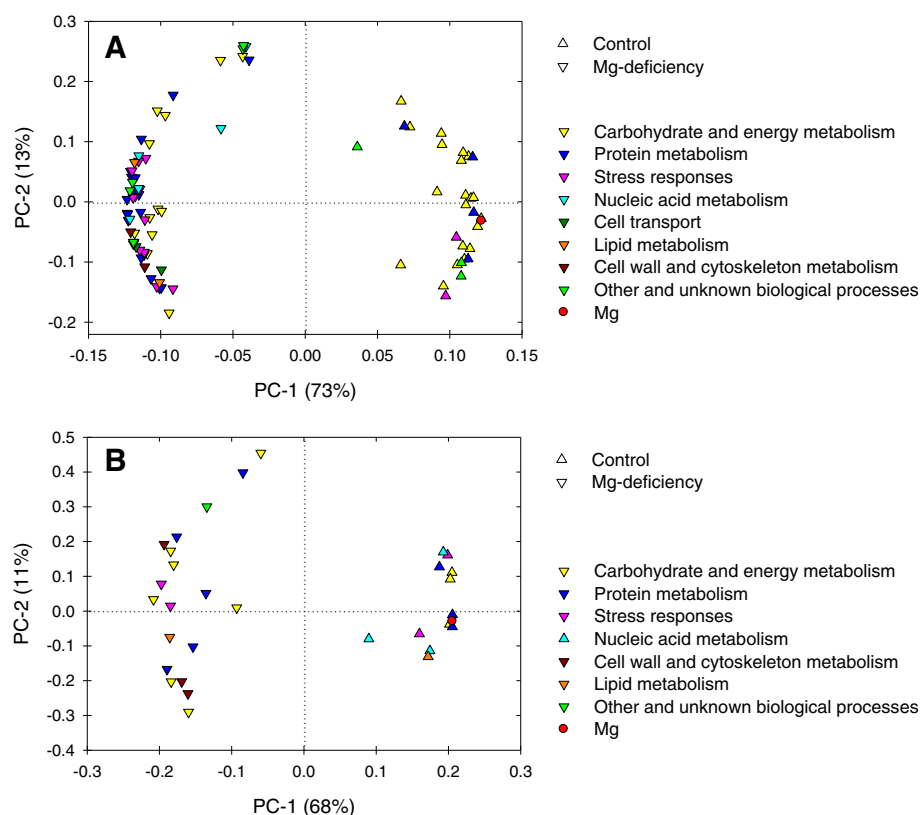 A
0.3
0.2
0.1
0.0
-0.1
-0.2
PC-2 (13%)
-0.15
-0.10
-0.05
0.00
0.05
0.10
0.15
PC-1 (73%)
Control
Mg-deficiency
Carbohydrate and energy metabolism
Protein metabolism
Stress responses
Nucleic acid metabolism
Cell transport
Lipid metabolism
Cell wall and cytoskeleton metabolism
Other and unknown biological processes
Mg
B
0.5
0.4
0.3
0.2
0.1
0.0
-0.1
-0.2
-0.3
-0.4
PC-2 (11%)
-0.3
-0.2
-0.1
0.0
0.1
0.2
0.3
PC-1 (68%)
Control
Mg-deficiency
Carbohydrate and energy metabolism
Protein metabolism
Stress responses
Nucleic acid metabolism
Cell wall and cytoskeleton metabolism
Lipid metabolism
Other and unknown biological processes
Mg